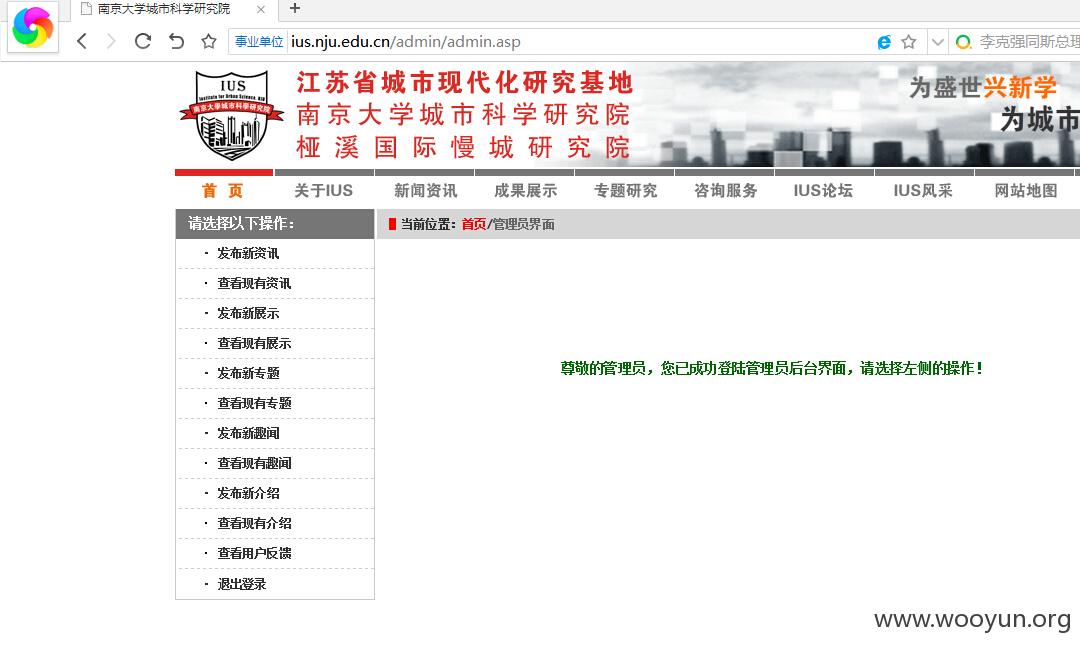 南京大学城市科学研究院
事业单位 ius.nju.edu.cn/admin/admin.asp
李克强同斯总理
IUS
Institute for Urban Science, NJU
南京大学城市科学研究院
江苏省城市现代化研究基地
南京大学城市科学研究院
桠溪国际慢城研究院
为盛世兴新学
为城市
首 页 关于IUS 新闻资讯 成果展示 专题研究 咨询服务 IUS论坛 IUS风采 网站地图
请选择以下操作：
当前位置：首页/管理员界面
· 发布新资讯
· 查看现有资讯
· 发布新展示
· 查看现有展示
· 发布新专题
· 查看现有专题
· 发布新趣闻
· 查看现有趣闻
· 发布新介绍
· 查看现有介绍
· 查看用户反馈
· 退出登录
尊敬的管理员，您已成功登陆管理员后台界面，请选择左侧的操作！
www.wooyun.org